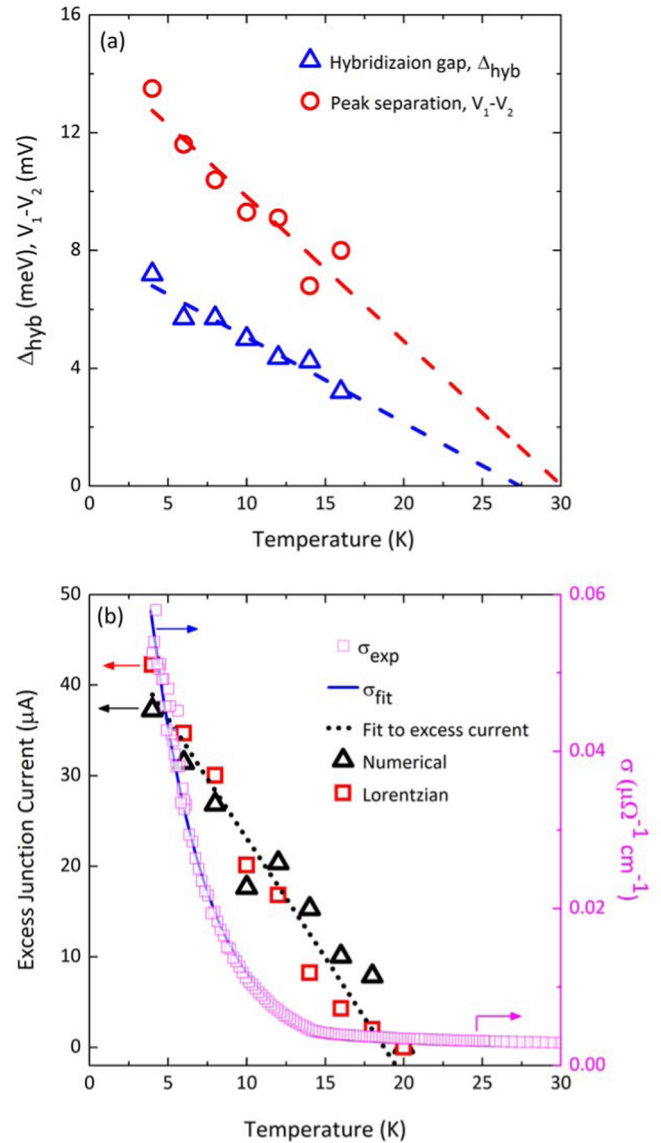 (a)
Hybridizaion gap, Δhyb
Peak separation, V1-V2
Δhyb (meV), V1-V2 (mV)
16
12
8
4
0
0 5 10 15 20 25 30
Temperature (K)
(b)
σexp
σfit
Fit to excess current
Numerical
Lorentzian
Excess Junction Current (μA)
50
40
30
20
10
0
0.06
0.04
0.02
0.00
σ (μΩ⁻¹ cm⁻¹)
0 5 10 15 20 25 30
Temperature (K)